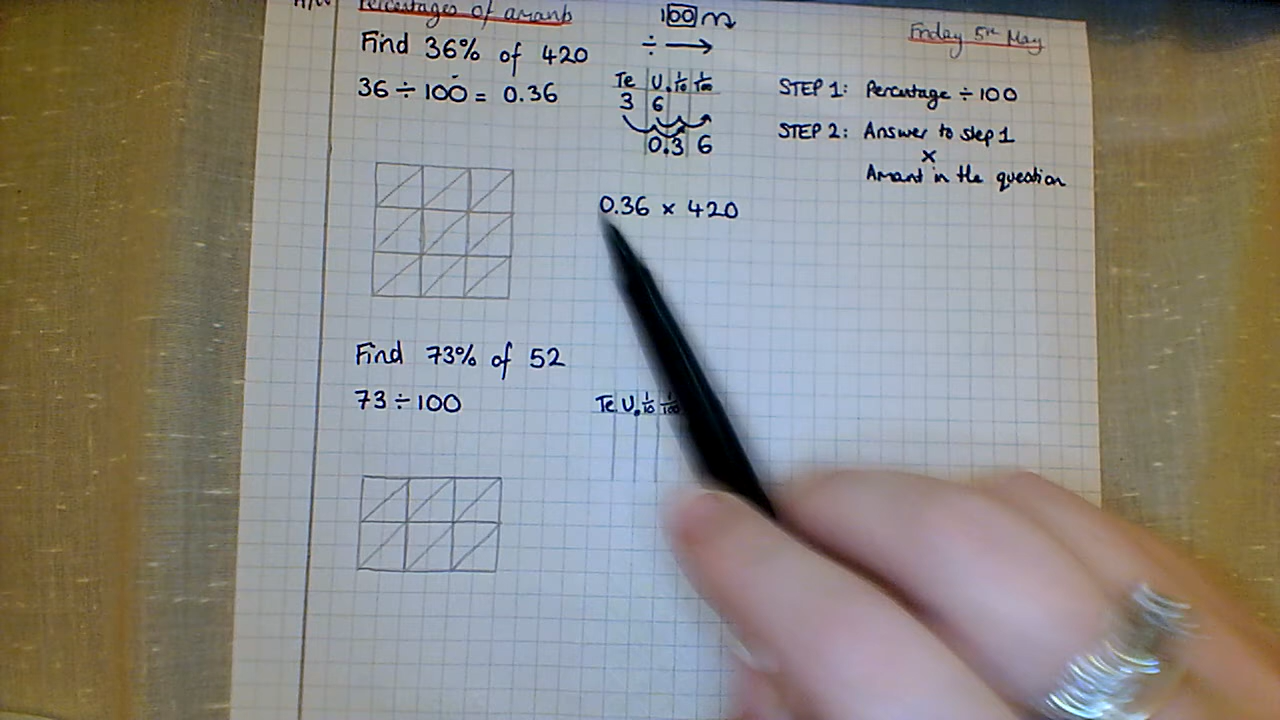 Percentages of amounts
Friday 5th May
Find 36% of 420
100
÷ →
36 ÷ 100 = 0.36
Te U. 1/10 1/100
3 6
0.3 6
STEP 1: Percentage ÷ 100
STEP 2: Answer to step 1
×
Amount in the question
0.36 × 420
Find 73% of 52
73 ÷ 100
Te U. 1/10 1/100